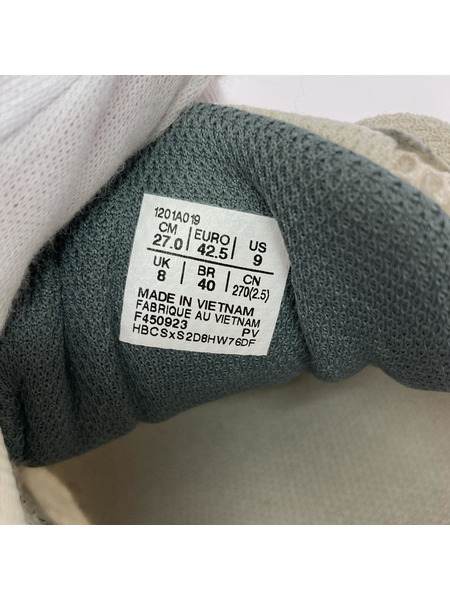 1201A019
CM EURO US
27.0 42.5 9
UK BR CN
8 40 270(2.5)
MADE IN VIETNAM
FABRIQUE AU VIETNAM
F450923 PV
HBCSxS2D8HW76DF